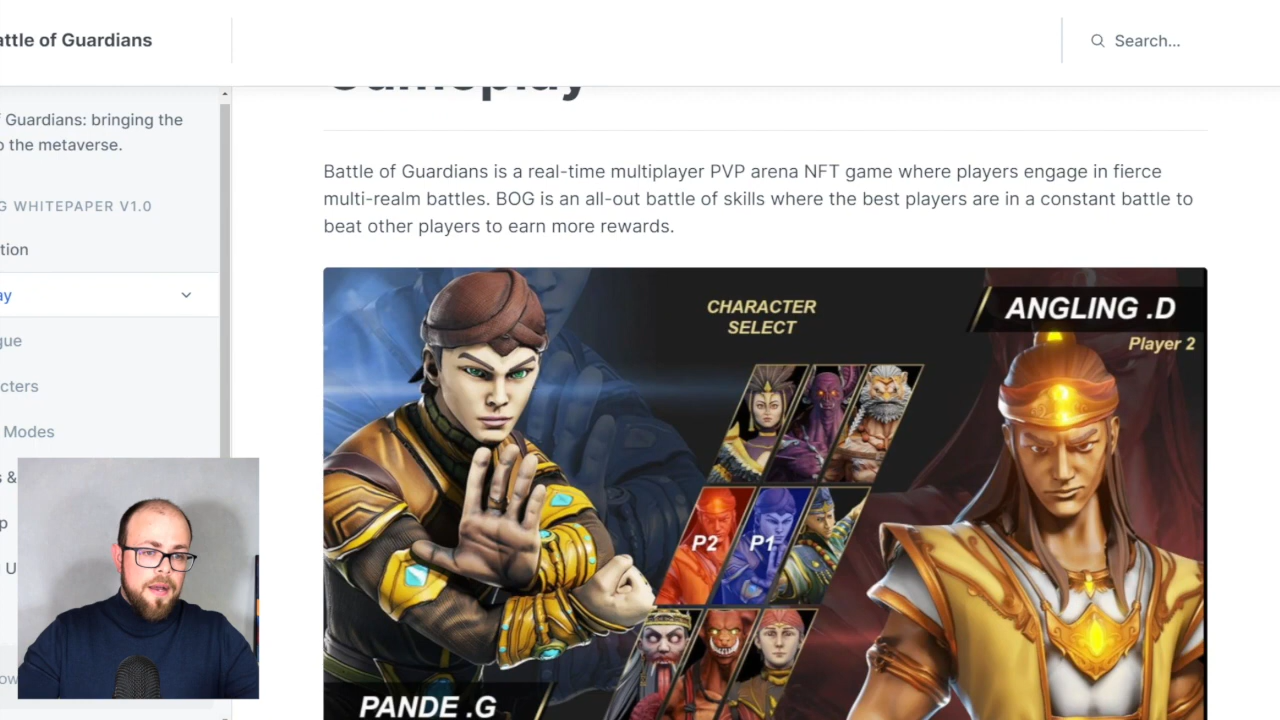 attle of Guardians
Search...
Gameplay
f Guardians: bringing the
o the metaverse.
G WHITEPAPER V1.0
tion
ay
gue
cters
Modes
s &
p
U
ow
Battle of Guardians is a real-time multiplayer PVP arena NFT game where players engage in fierce
multi-realm battles. BOG is an all-out battle of skills where the best players are in a constant battle to
beat other players to earn more rewards.
CHARACTER
SELECT
ANGLING .D
Player 2
P2
P1
PANDE .G